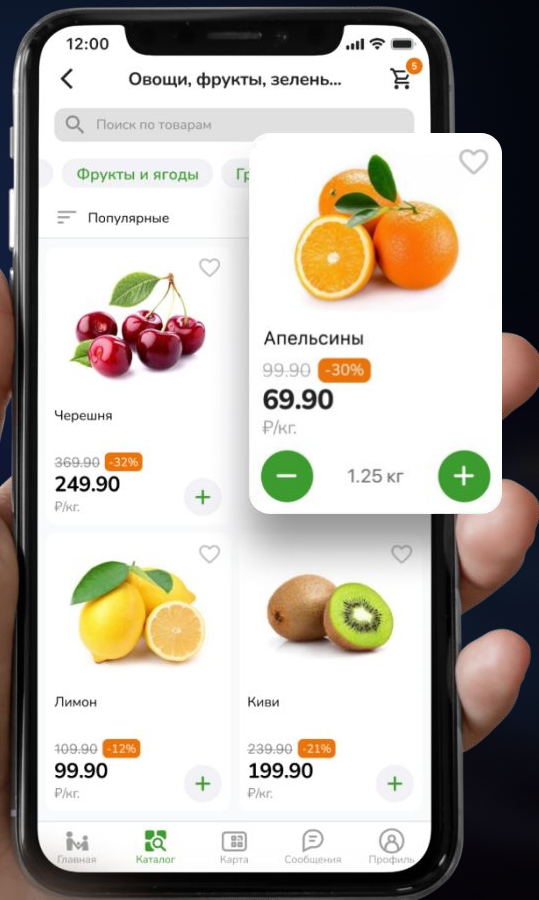 12:00
Овощи, фрукты, зелень...
5
Поиск по товарам
Фрукты и ягоды
Популярные
Апельсины
99.90 -30%
69.90
₽/кг.
1.25 кг
Черешня
369.90 -32%
249.90
₽/кг.
Лимон
109.90 -12%
99.90
₽/кг.
Киви
239.90 -21%
199.90
₽/кг.
Главная
Каталог
Карта
Сообщения
Профиль